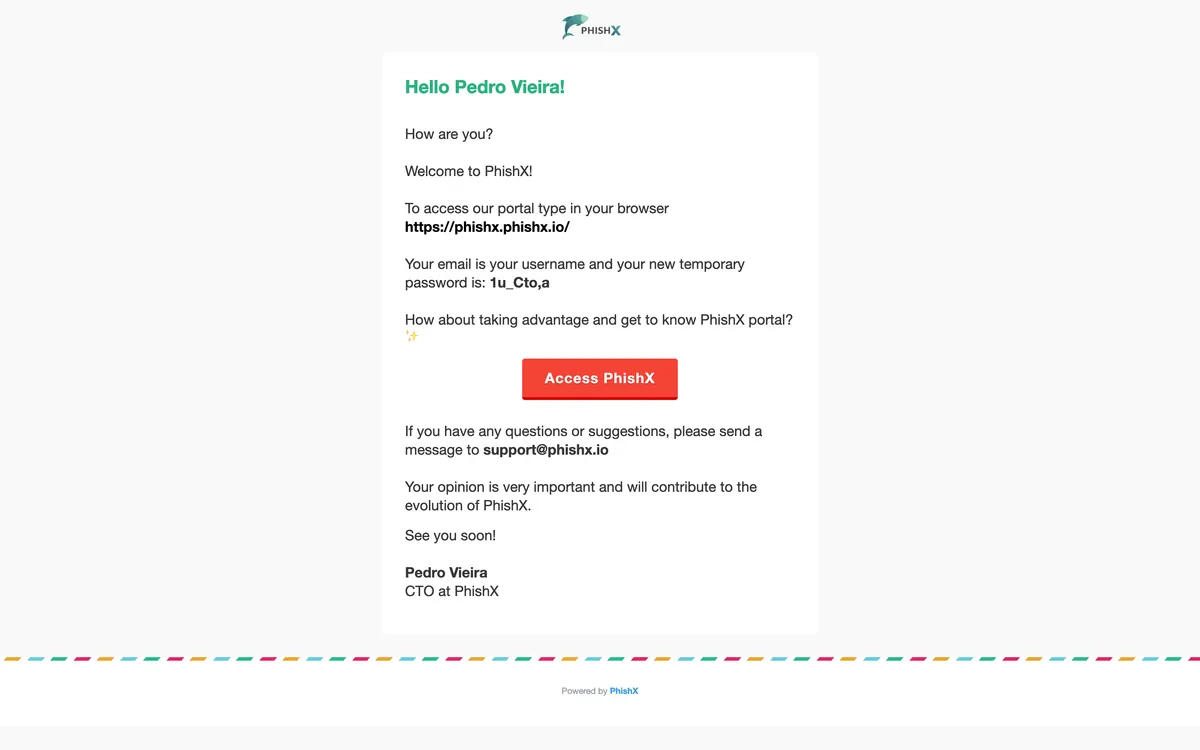 PHISHX
Hello Pedro Vieira!
How are you?
Welcome to PhishX!
To access our portal type in your browser
https://phishx.phishx.io/
Your email is your username and your new temporary
password is: 1u_Cto,a
How about taking advantage and get to know PhishX portal?
✨
Access PhishX
If you have any questions or suggestions, please send a
message to support@phishx.io
Your opinion is very important and will contribute to the
evolution of PhishX.
See you soon!
Pedro Vieira
CTO at PhishX
Powered by PhishX